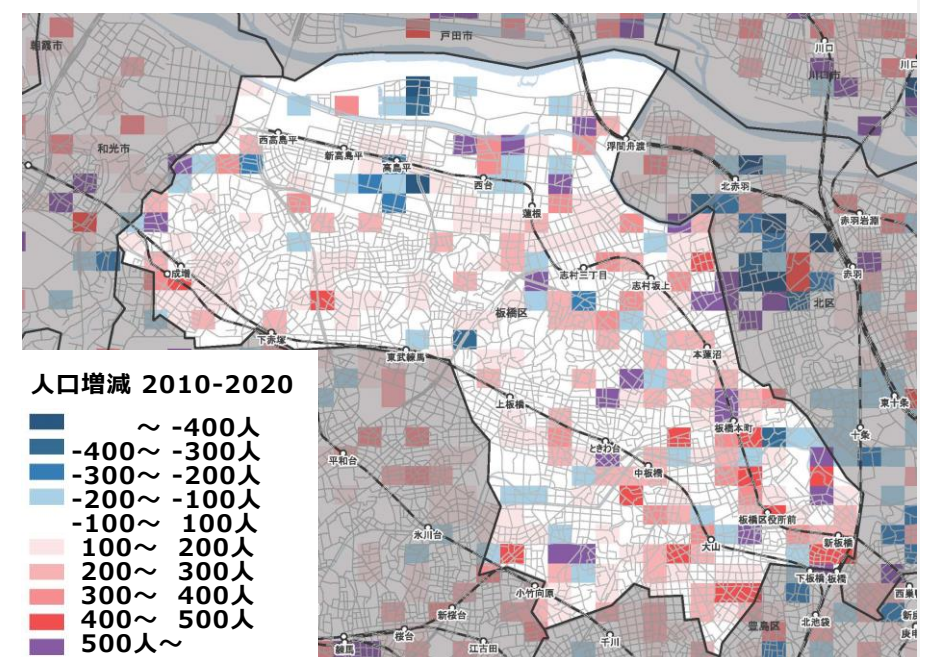 戸田市
朝霞市
川口
川口
川口市
和光市
西高島平
新高島平
高島平
浮間舟渡
西台
北赤羽
蓮根
赤羽岩淵
成増
志村三丁目
志村坂上
赤羽
北区
板橋区
下赤塚
東武練馬
本蓮沼
人口増減 2010-2020
～ -400人
-400～ -300人
-300～ -200人
-200～ -100人
-100～ 100人
100～ 200人
200～ 300人
300～ 400人
400～ 500人
500人～
上板橋
東十条
板橋本町
十条
ときわ台
平和台
中板橋
板橋区役所前
氷川台
大山
新板橋
下板橋
板橋
小竹向原
西巣
新桜台
北池袋
豊島区
桜台
千川
練馬
江古田